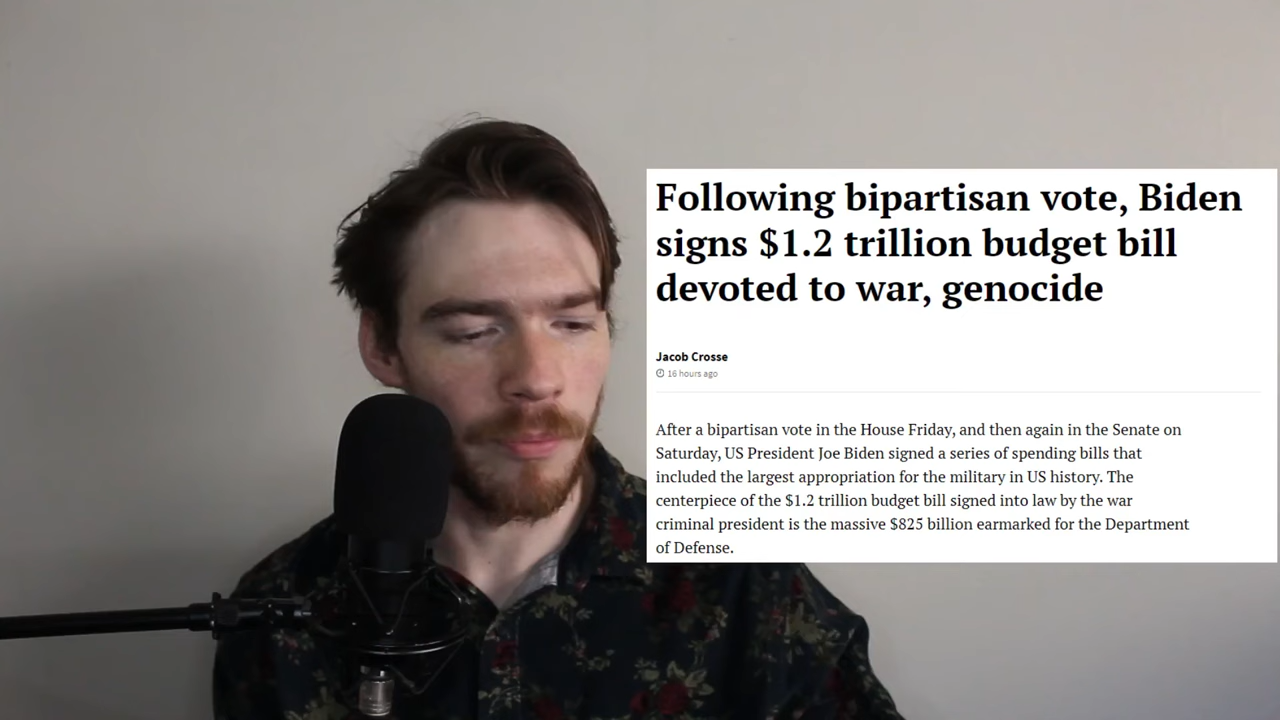 Following bipartisan vote, Biden
signs $1.2 trillion budget bill
devoted to war, genocide
Jacob Crosse
16 hours ago
After a bipartisan vote in the House Friday, and then again in the Senate on
Saturday, US President Joe Biden signed a series of spending bills that
included the largest appropriation for the military in US history. The
centerpiece of the $1.2 trillion budget bill signed into law by the war
criminal president is the massive $825 billion earmarked for the Department
of Defense.